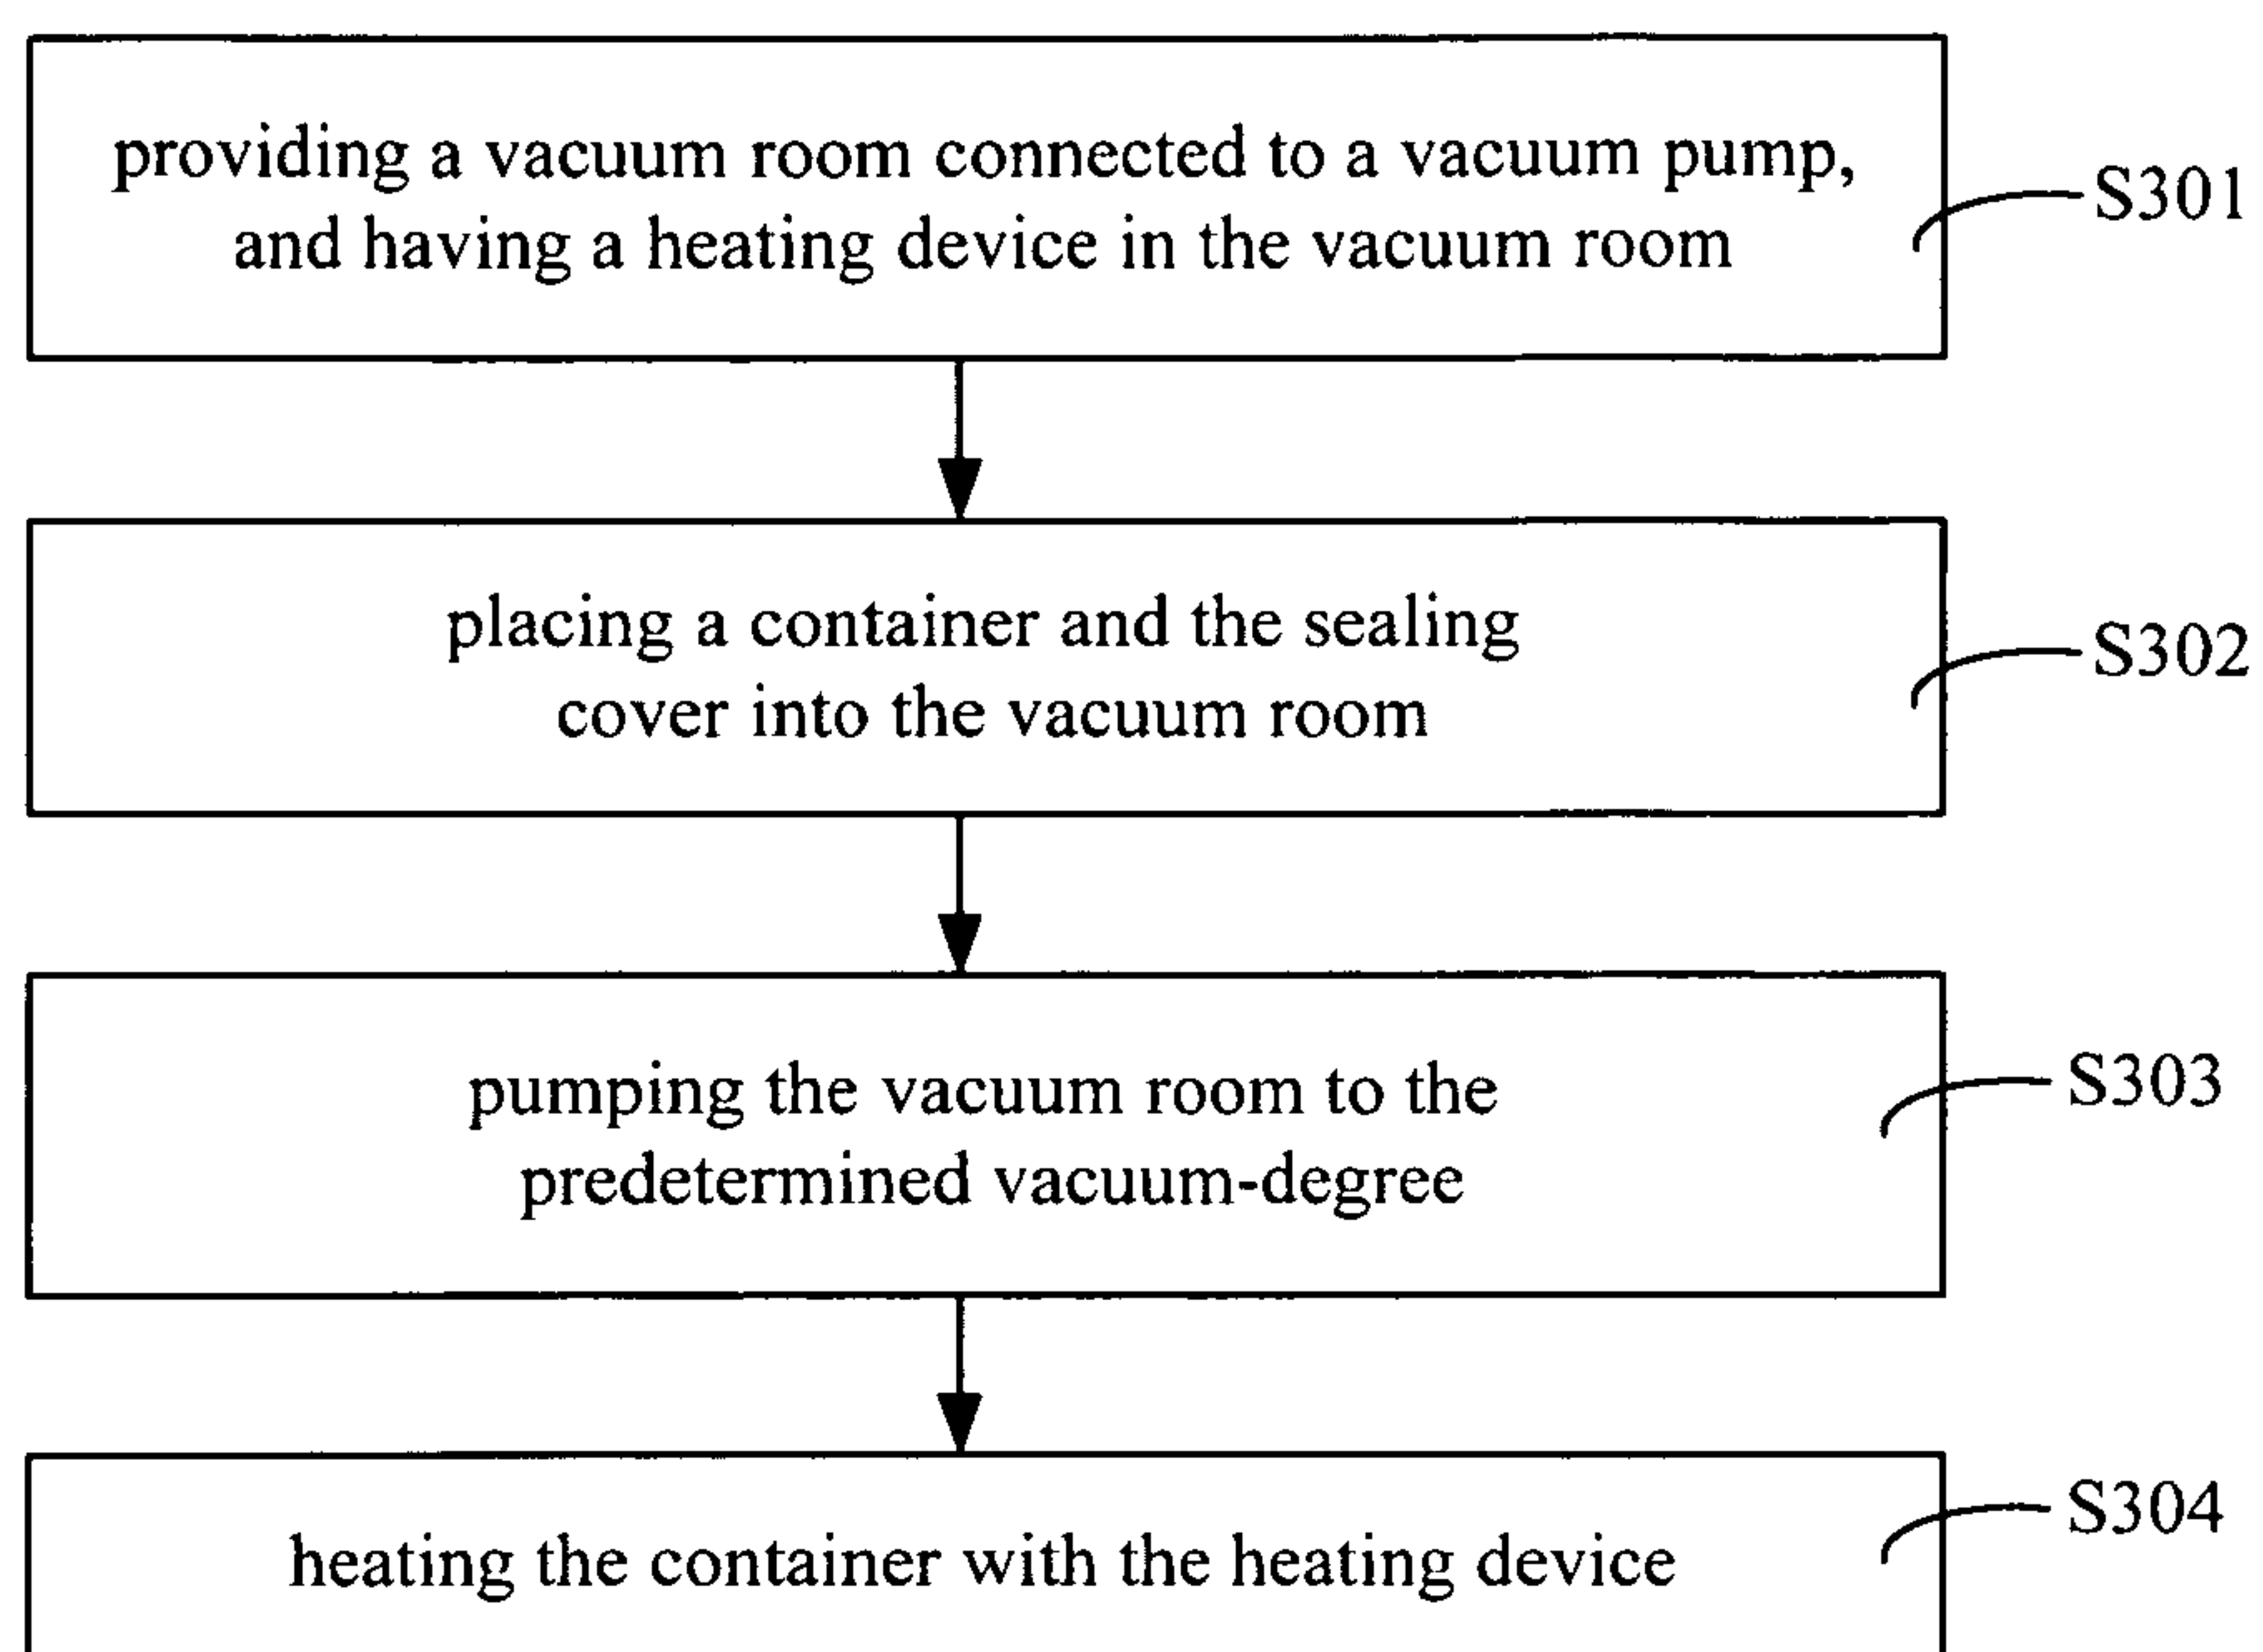 providing a vacuum room connected to a vacuum pump,
and having a heating device in the vacuum room
S301
placing a container and the sealing
cover into the vacuum room
S302
pumping the vacuum room to the
predetermined vacuum-degree
S303
heating the container with the heating device
S304